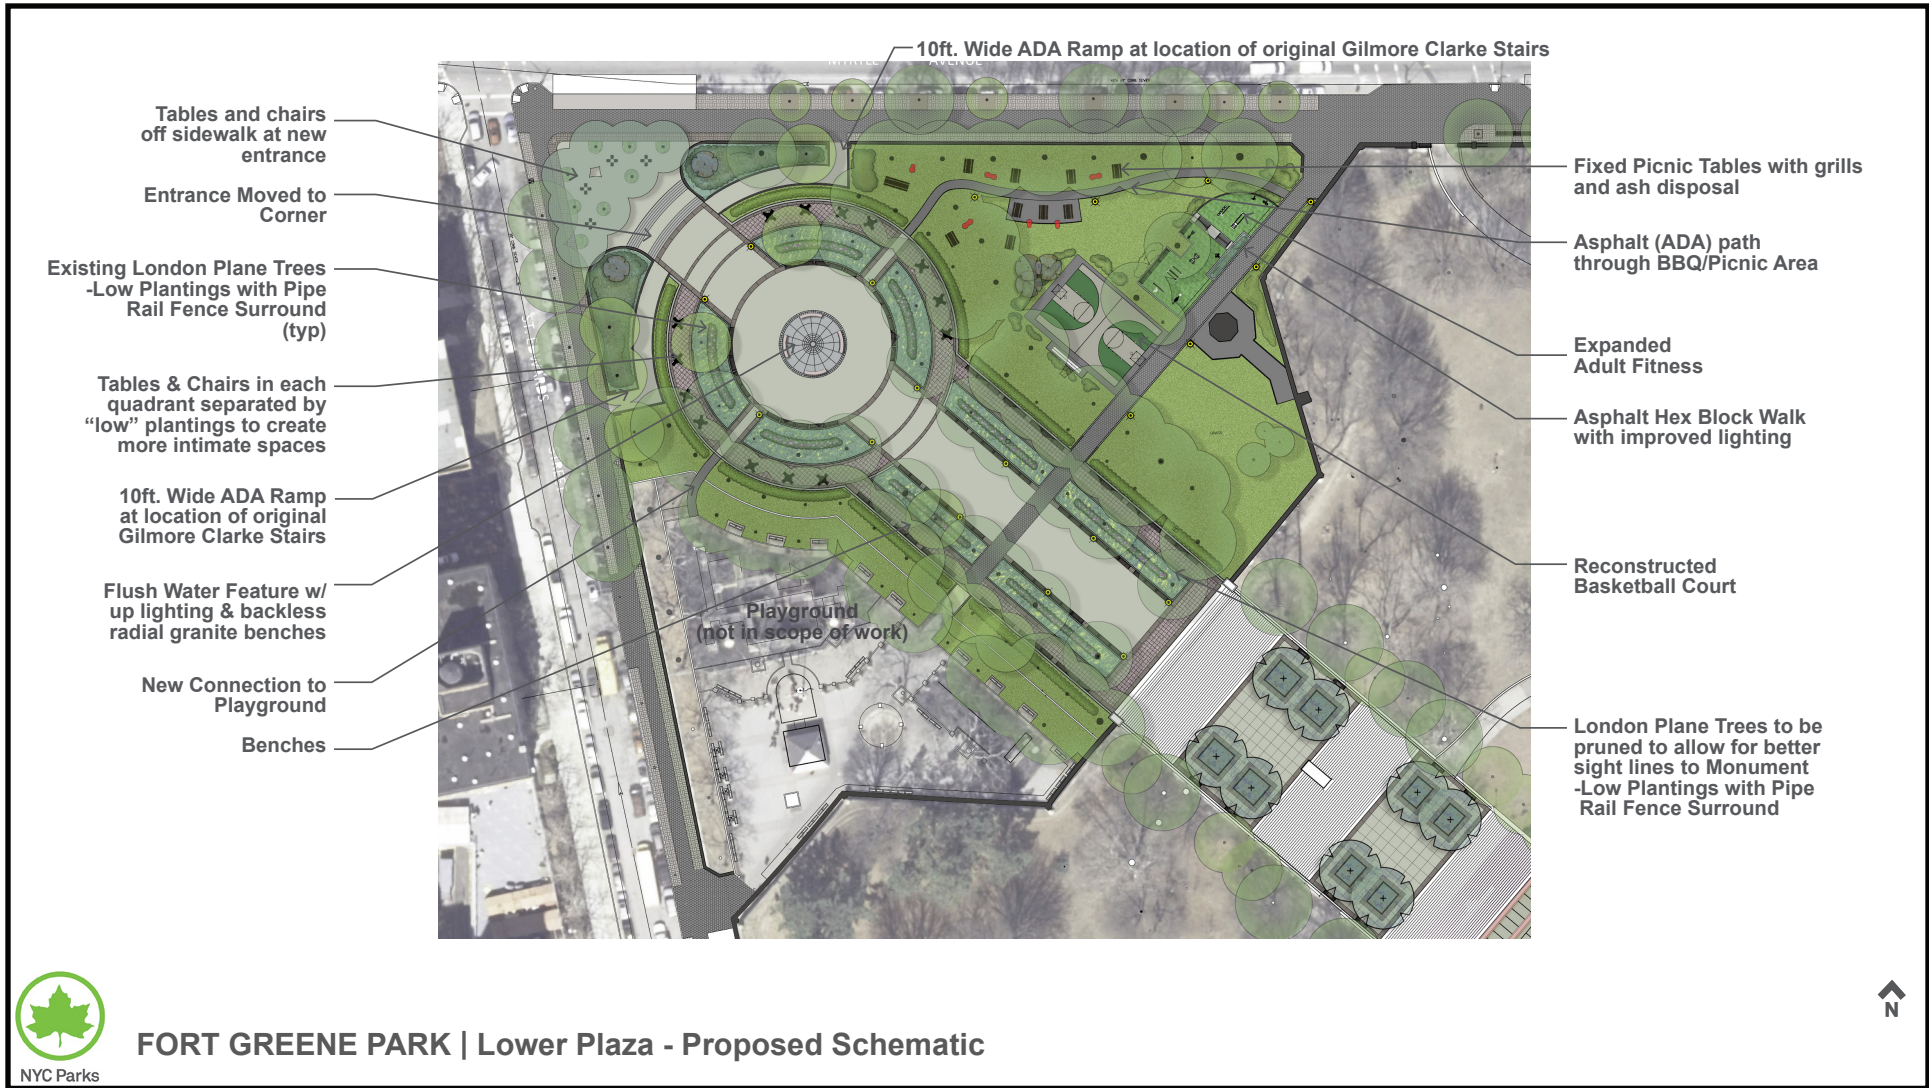 10ft. Wide ADA Ramp at location of original Gilmore Clarke Stairs
MYRTLE AVENUE
Tables and chairs
off sidewalk at new
entrance
Entrance Moved to
Corner
Existing London Plane Trees
-Low Plantings with Pipe
Rail Fence Surround
(typ)
Tables & Chairs in each
quadrant separated by
“low” plantings to create
more intimate spaces
10ft. Wide ADA Ramp
at location of original
Gilmore Clarke Stairs
Flush Water Feature w/
up lighting & backless
radial granite benches
New Connection to
Playground
Benches
Playground
(not in scope of work)
Fixed Picnic Tables with grills
and ash disposal
Asphalt (ADA) path
through BBQ/Picnic Area
Expanded
Adult Fitness
Asphalt Hex Block Walk
with improved lighting
Reconstructed
Basketball Court
London Plane Trees to be
pruned to allow for better
sight lines to Monument
-Low Plantings with Pipe
Rail Fence Surround
N
NYC Parks
FORT GREENE PARK | Lower Plaza - Proposed Schematic